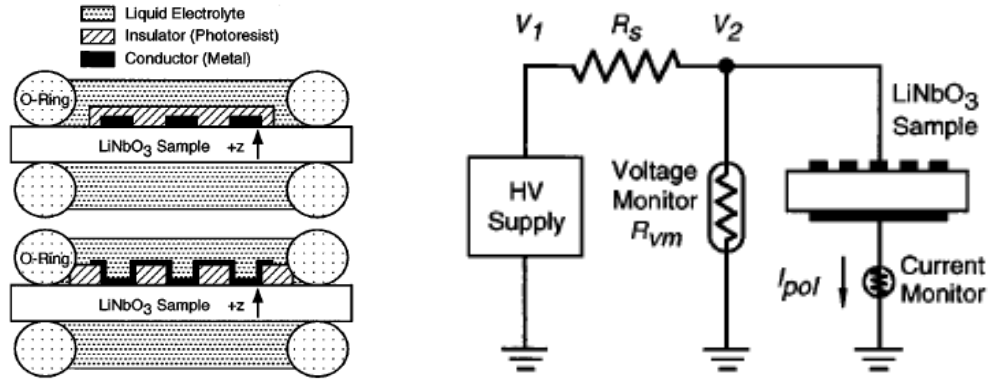 Liquid Electrolyte
Insulator (Photoresist)
Conductor (Metal)
O-Ring
LiNbO3 Sample +z
O-Ring
LiNbO3 Sample +z
V1
Rs
V2
HV
Supply
Voltage
Monitor
Rvm
LiNbO3
Sample
Ipol
Current
Monitor